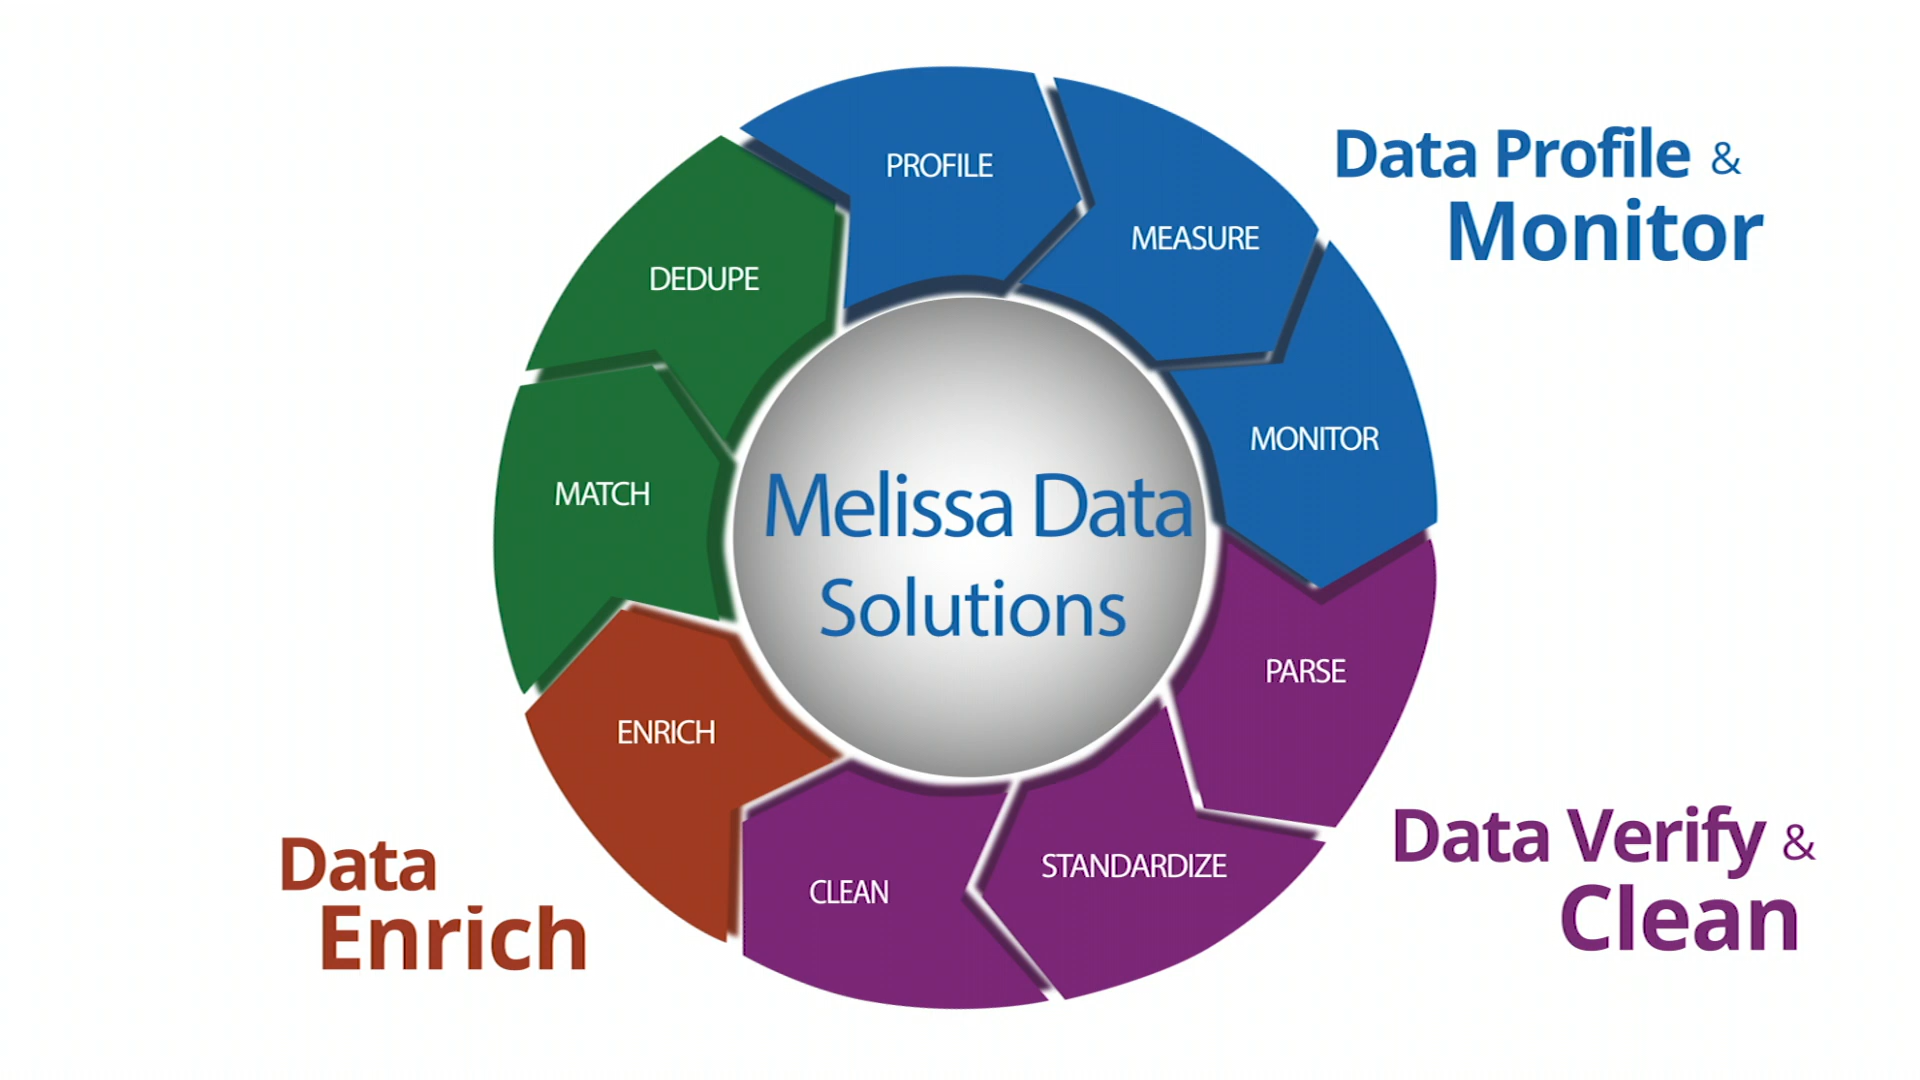 PROFILE
MEASURE
MONITOR
PARSE
STANDARDIZE
CLEAN
ENRICH
MATCH
DEDUPE
Melissa Data
Solutions
Data Profile &
Monitor
Data Verify &
Clean
Data
Enrich